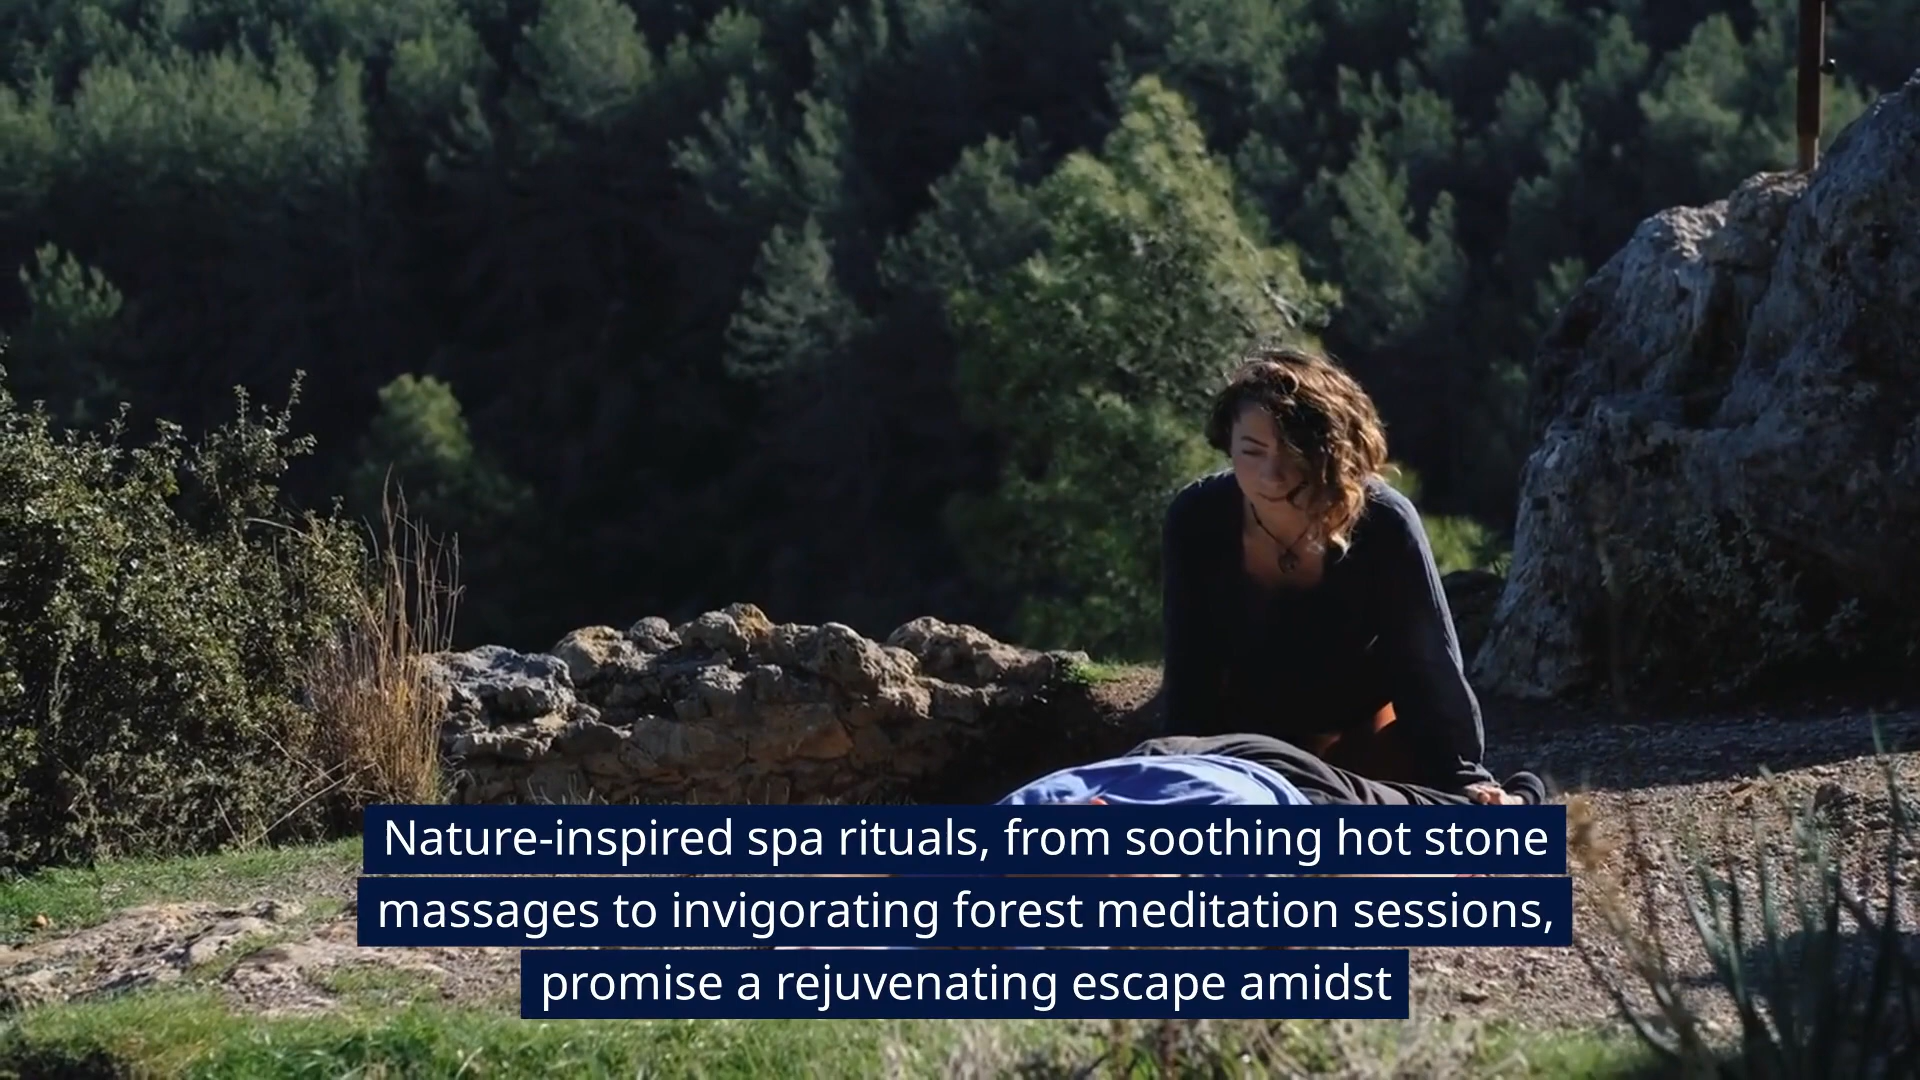 Nature-inspired spa rituals, from soothing hot stone
massages to invigorating forest meditation sessions,
promise a rejuvenating escape amidst